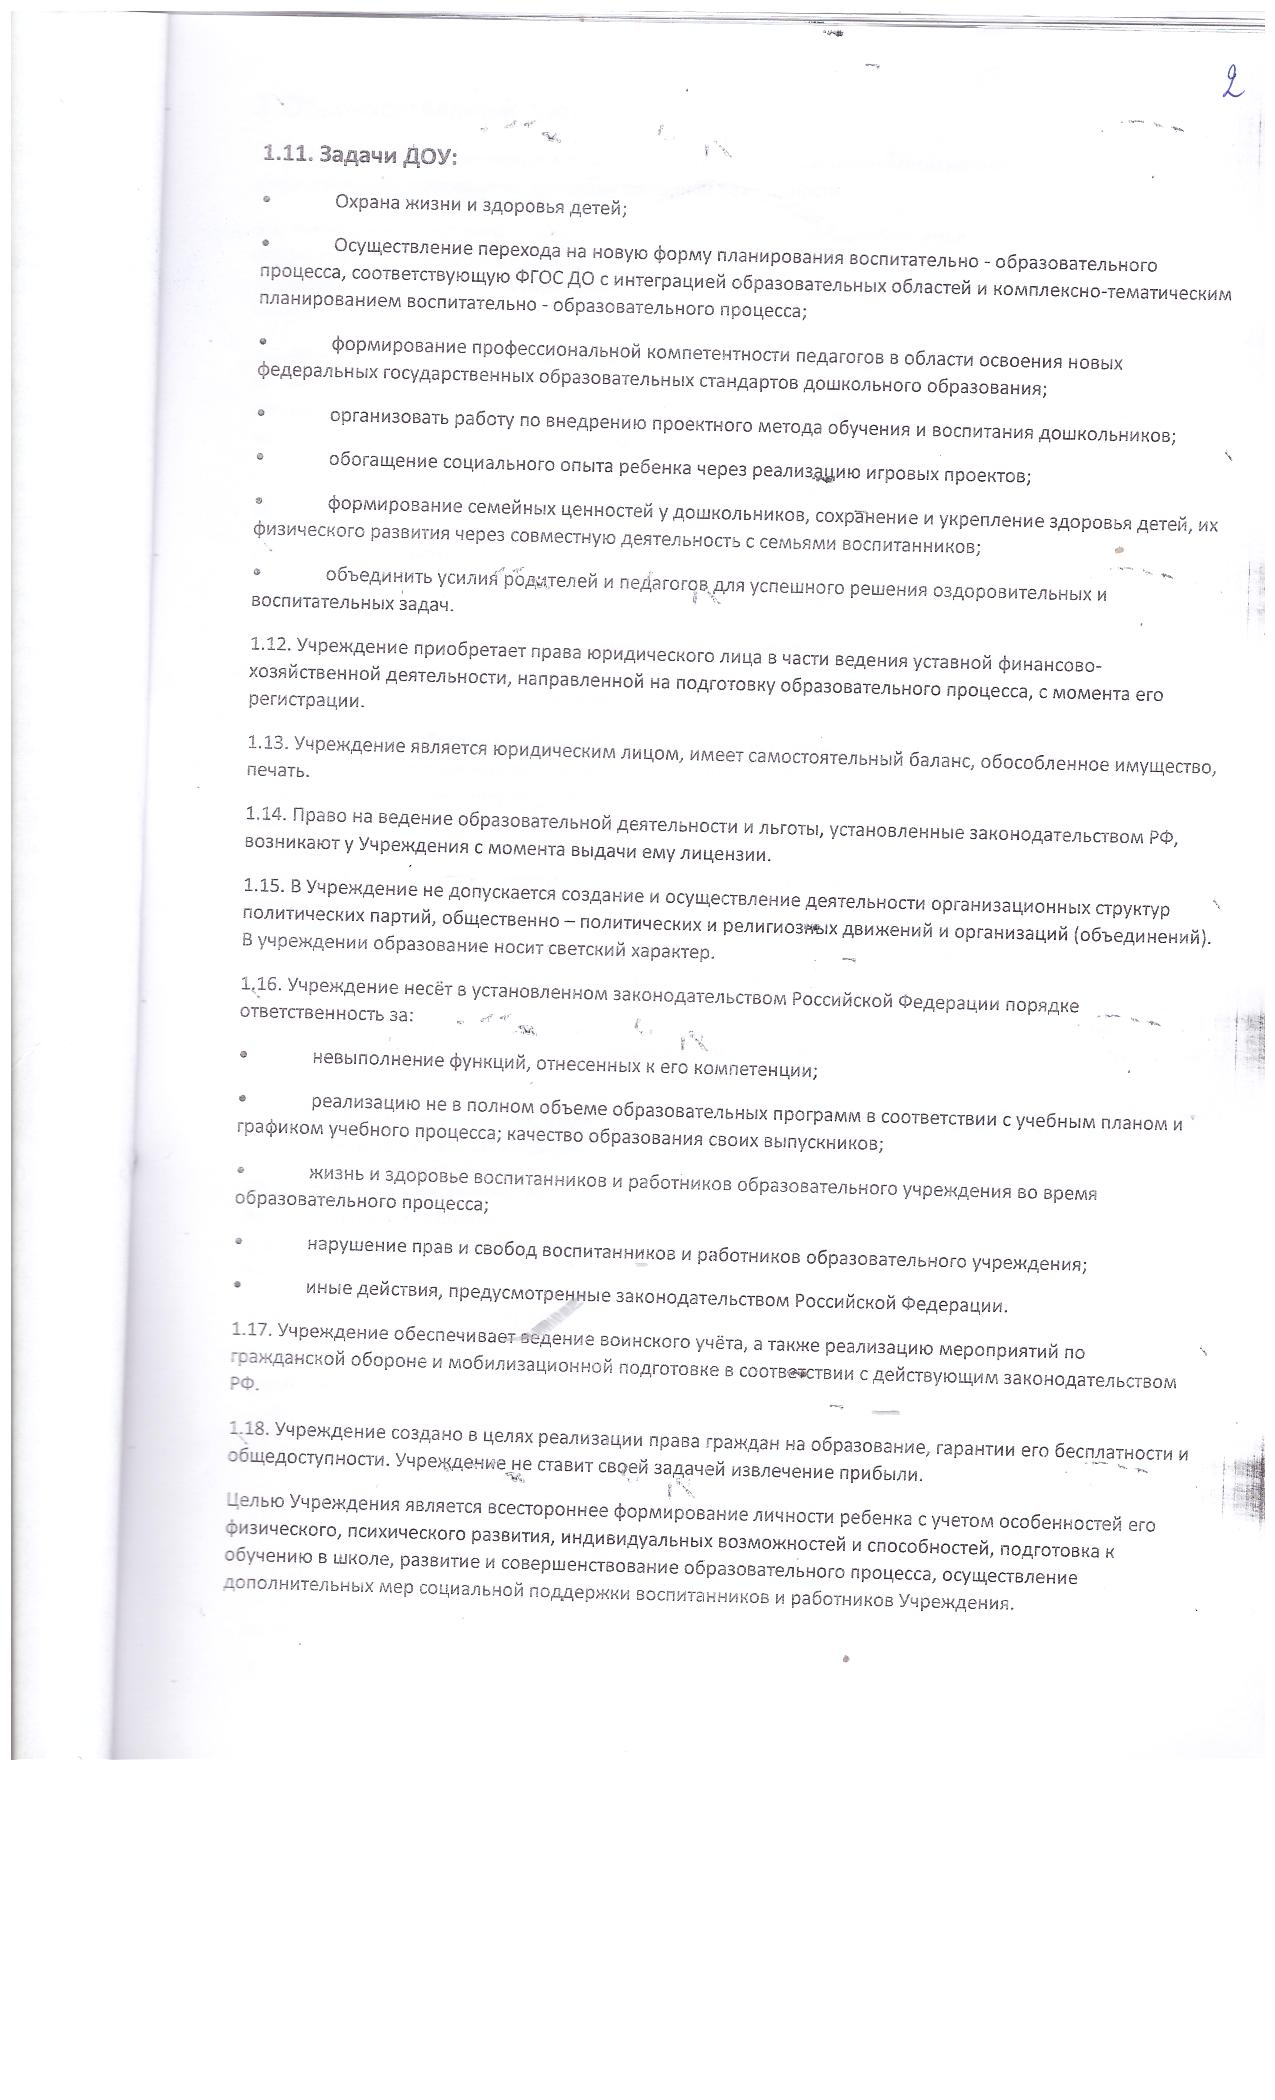 2
1.11. Задачи ДОУ:
• Охрана жизни и здоровья детей;
• Осуществление перехода на новую форму планирования воспитательно - образовательного
процесса, соответствующую ФГОС ДО с интеграцией образовательных областей и комплексно-тематическим
планированием воспитательно - образовательного процесса;
• формирование профессиональной компетентности педагогов в области освоения новых
федеральных государственных образовательных стандартов дошкольного образования;
• организовать работу по внедрению проектного метода обучения и воспитания дошкольников;
• обогащение социального опыта ребенка через реализацию игровых проектов;
• формирование семейных ценностей у дошкольников, сохранение и укрепление здоровья детей, их
физического развития через совместную деятельность с семьями воспитанников;
• объединить усилия родителей и педагогов для успешного решения оздоровительных и
воспитательных задач.
1.12. Учреждение приобретает права юридического лица в части ведения уставной финансово-
хозяйственной деятельности, направленной на подготовку образовательного процесса, с момента его
регистрации.
1.13. Учреждение является юридическим лицом, имеет самостоятельный баланс, обособленное имущество,
печать.
1.14. Право на ведение образовательной деятельности и льготы, установленные законодательством РФ,
возникают у Учреждения с момента выдачи ему лицензии.
1.15. В Учреждение не допускается создание и осуществление деятельности организационных структур
политических партий, общественно – политических и религиозных движений и организаций (объединений).
В учреждении образование носит светский характер.
1.16. Учреждение несёт в установленном законодательством Российской Федерации порядке
ответственность за:
• невыполнение функций, отнесенных к его компетенции;
• реализацию не в полном объеме образовательных программ в соответствии с учебным планом и
графиком учебного процесса; качество образования своих выпускников;
• жизнь и здоровье воспитанников и работников образовательного учреждения во время
образовательного процесса;
• нарушение прав и свобод воспитанников и работников образовательного учреждения;
• иные действия, предусмотренные законодательством Российской Федерации.
1.17. Учреждение обеспечивает ведение воинского учёта, а также реализацию мероприятий по
гражданской обороне и мобилизационной подготовке в соответствии с действующим законодательством
РФ.
1.18. Учреждение создано в целях реализации права граждан на образование, гарантии его бесплатности и
общедоступности. Учреждение не ставит своей задачей извлечение прибыли.
Целью Учреждения является всестороннее формирование личности ребенка с учетом особенностей его
физического, психического развития, индивидуальных возможностей и способностей, подготовка к
обучению в школе, развитие и совершенствование образовательного процесса, осуществление
дополнительных мер социальной поддержки воспитанников и работников Учреждения.